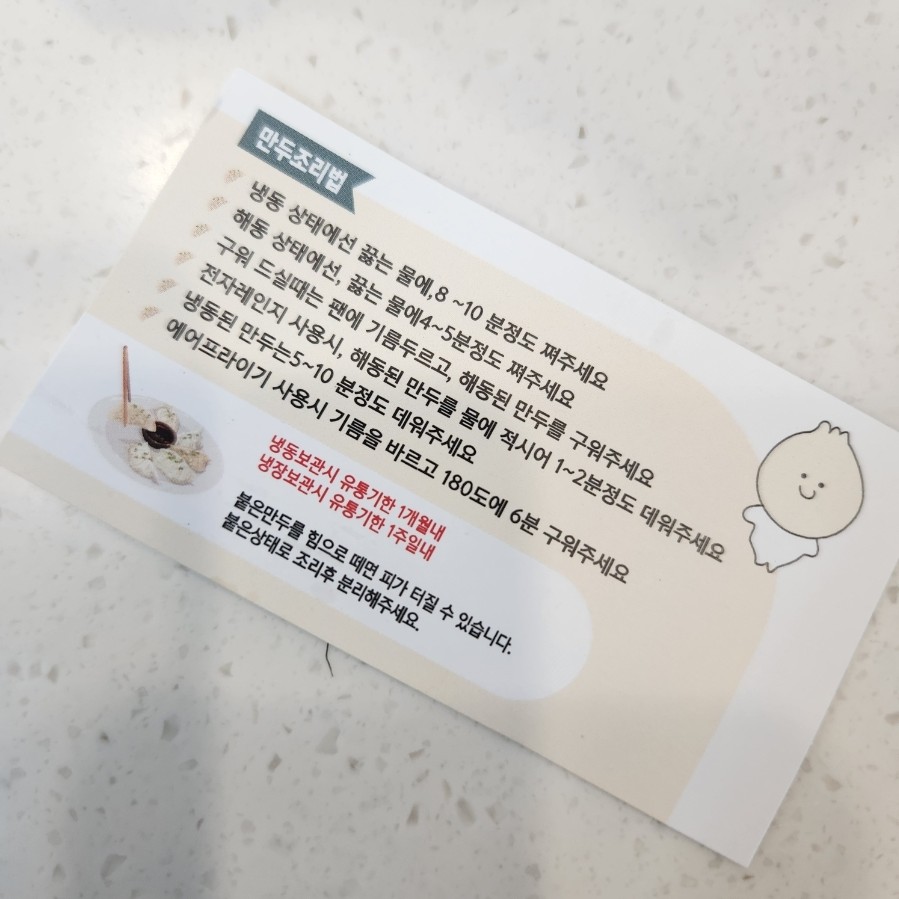 만두조리법
냉동 상태에선 끓는 물에,8 ~10 분정도 쪄주세요
해동 상태에선, 끓는 물에4~5분정도 쪄주세요
구워 드실때는 팬에 기름두르고, 해동된 만두를 구워주세요
전자레인지 사용시, 해동된 만두를 물에 적시어 1~2분정도 데워주세요
냉동된 만두는5~10 분정도 데워주세요
에어프라이기 사용시 기름을 바르고 180도에 6분 구워주세요
냉동보관시 유통기한 1개월내
냉장보관시 유통기한 1주일내
붙은만두를 힘으로 떼면 피가 터질 수 있습니다.
붙은상태로 조리후 분리해주세요.